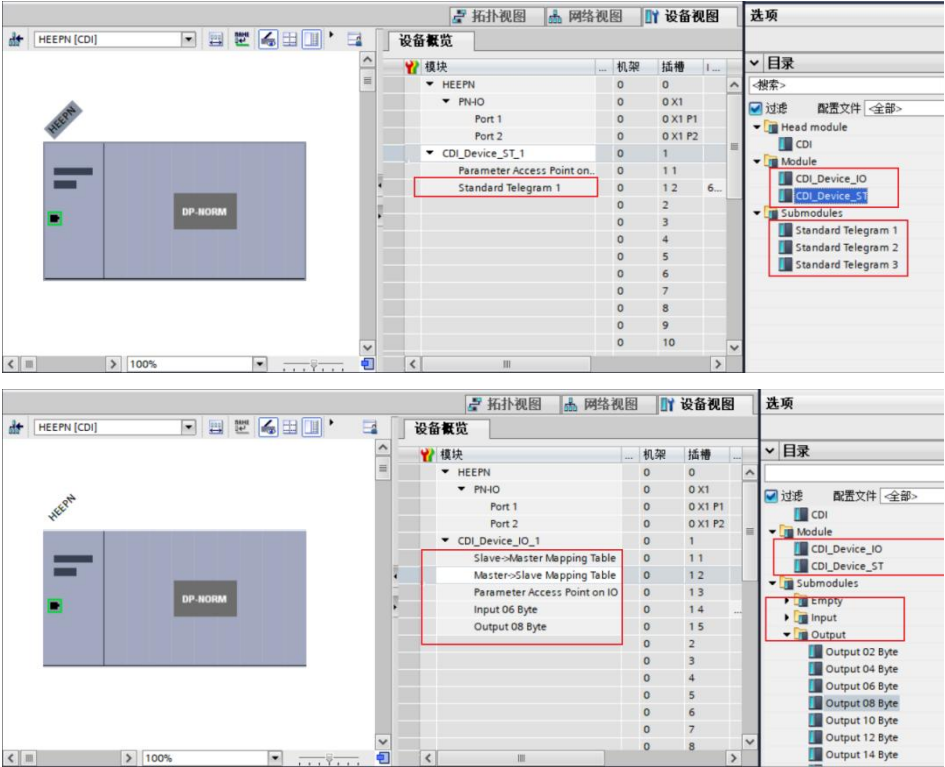 拓扑视图 网络视图 设备视图 选项
HEEPN [CDI]
设备概览
模块 ... 机架 插槽 I...
HEEPN 0 0
PN-IO 0 0 X1
Port 1 0 0 X1 P1
Port 2 0 0 X1 P2
CDI_Device_ST_1 0 1
Parameter Access Point on... 0 1 1
Standard Telegram 1 0 1 2 6...
0 2
0 3
0 4
0 5
0 6
0 7
0 8
0 9
0 10
HEEPN
DP-NORM
100%
目录
<搜索>
过滤 配置文件 <全部>
Head module
CDI
Module
CDI_Device_IO
CDI_Device_ST
Submodules
Standard Telegram 1
Standard Telegram 2
Standard Telegram 3
拓扑视图 网络视图 设备视图 选项
HEEPN [CDI]
设备概览
模块 ... 机架 插槽 ...
HEEPN 0 0
PN-IO 0 0 X1
Port 1 0 0 X1 P1
Port 2 0 0 X1 P2
CDI_Device_IO_1 0 1
Slave->Master Mapping Table 0 1 1
Master->Slave Mapping Table 0 1 2
Parameter Access Point on IO 0 1 3
Input 06 Byte 0 1 4 ...
Output 08 Byte 0 1 5
0 2
0 3
0 4
0 5
0 6
0 7
0 8
HEEPN
DP-NORM
100%
目录
过滤 配置文件 <全部>
CDI
Module
CDI_Device_IO
CDI_Device_ST
Submodules
Empty
Input
Output
Output 02 Byte
Output 04 Byte
Output 06 Byte
Output 08 Byte
Output 10 Byte
Output 12 Byte
Output 14 Byte